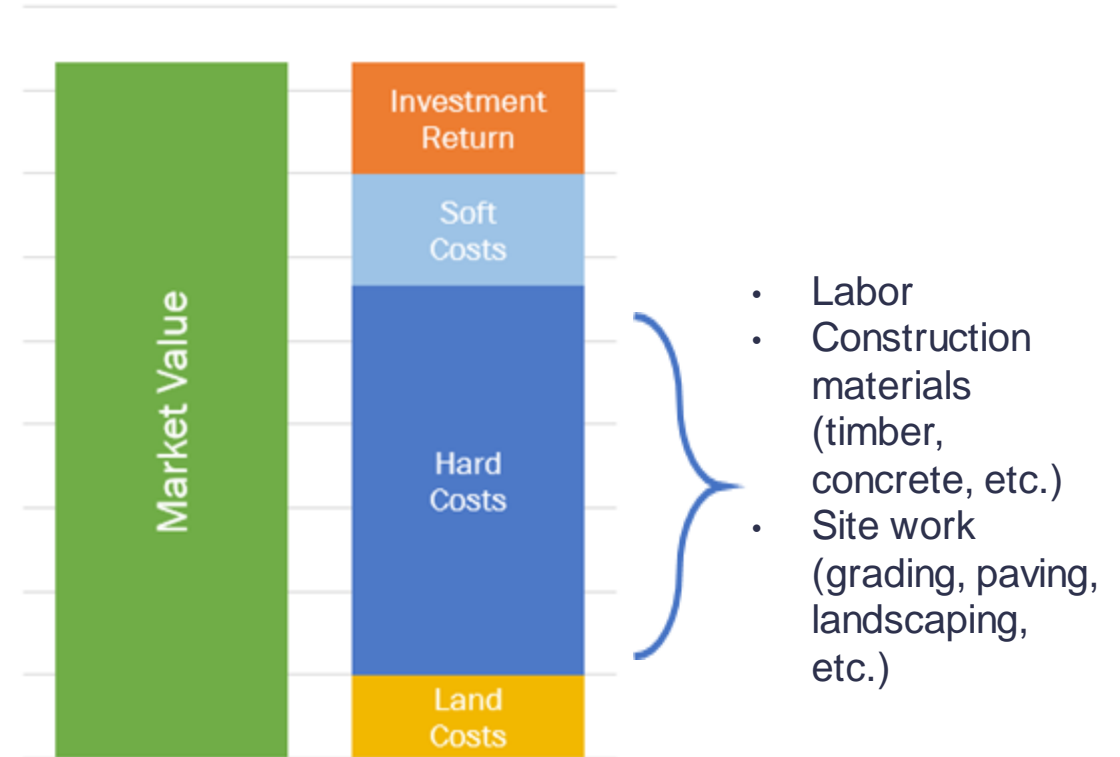 Market Value
Investment
Return
Soft
Costs
Hard
Costs
Land
Costs
• Labor
• Construction
materials
(timber,
concrete, etc.)
• Site work
(grading, paving,
landscaping,
etc.)